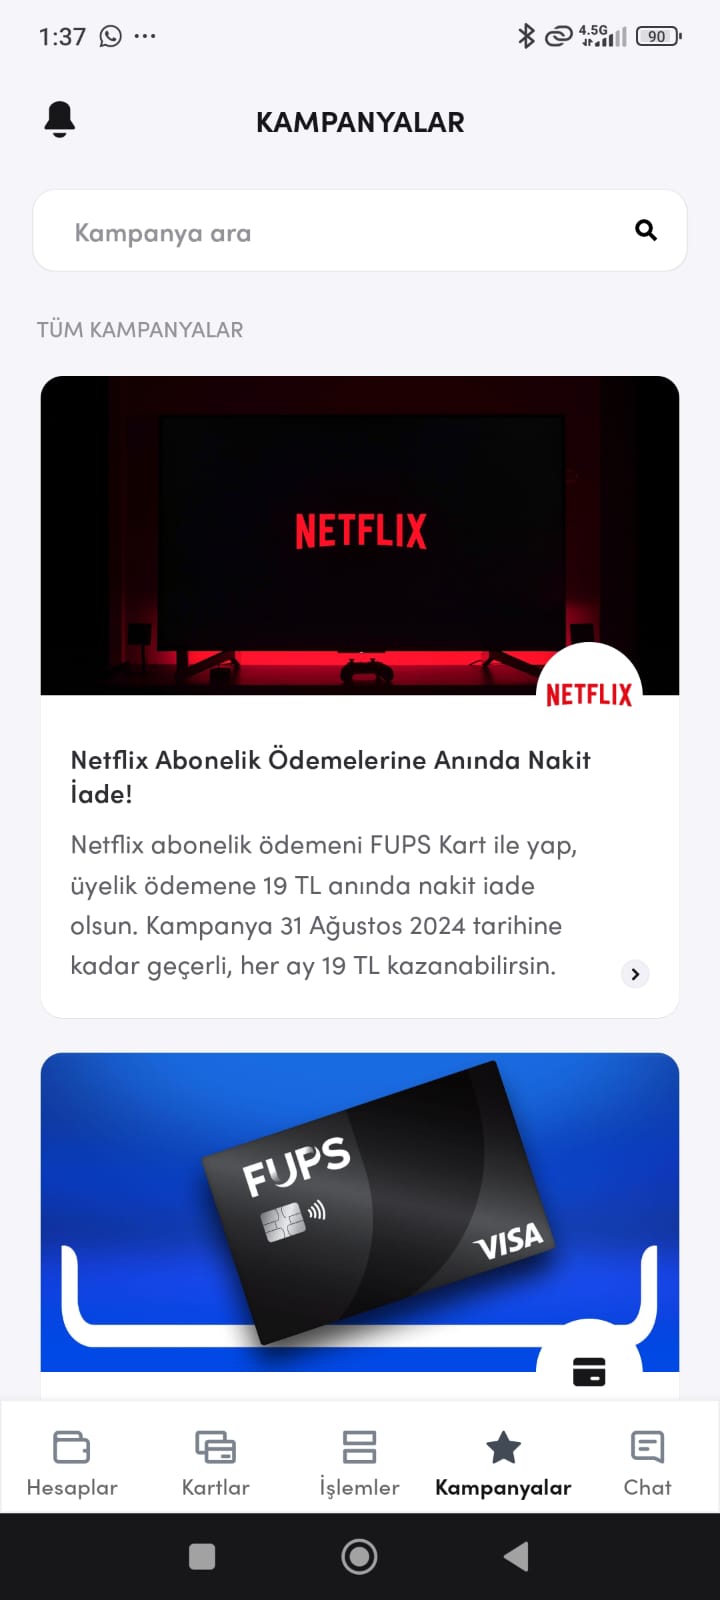 1:37
4.5G
90
KAMPANYALAR
Kampanya ara
TÜM KAMPANYALAR
NETFLIX
NETFLIX
Netflix Abonelik Ödemelerine Anında Nakit
İade!
Netflix abonelik ödemeni FUPS Kart ile yap,
üyelik ödemene 19 TL anında nakit iade
olsun. Kampanya 31 Ağustos 2024 tarihine
kadar geçerli, her ay 19 TL kazanabilirsin.
FUPS
VISA
Hesaplar
Kartlar
İşlemler
Kampanyalar
Chat